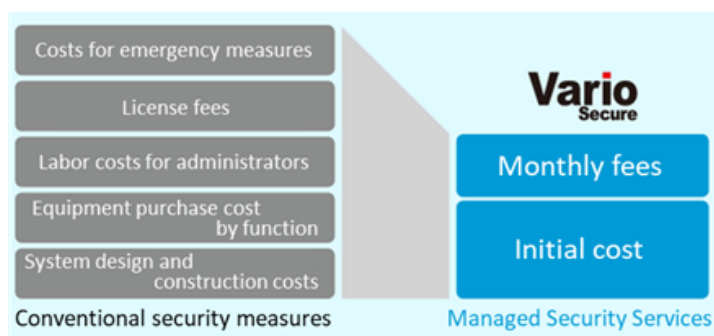 Costs for emergency measures
License fees
Labor costs for administrators
Equipment purchase cost
by function
System design and
construction costs
Conventional security measures
Vario
Secure
Monthly fees
Initial cost
Managed Security Services